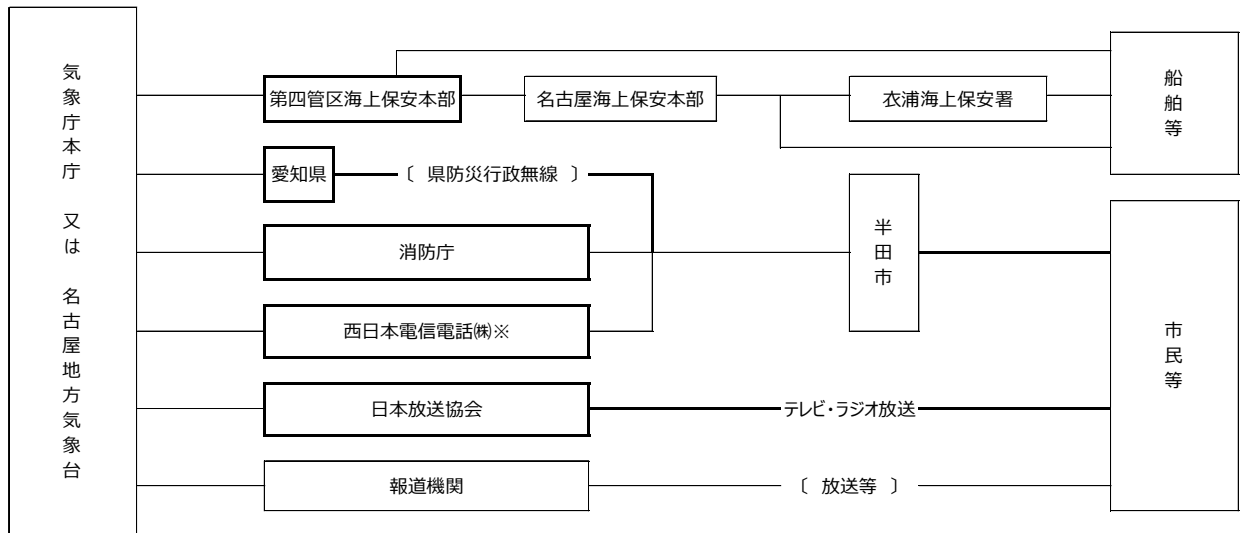 気象庁本庁　又は　名古屋地方気象台
第四管区海上保安本部
名古屋海上保安本部
衣浦海上保安署
船舶等
愛知県
〔 県防災行政無線 〕
消防庁
半田市
西日本電信電話㈱※
市民等
日本放送協会
テレビ・ラジオ放送
報道機関
〔 放送等 〕